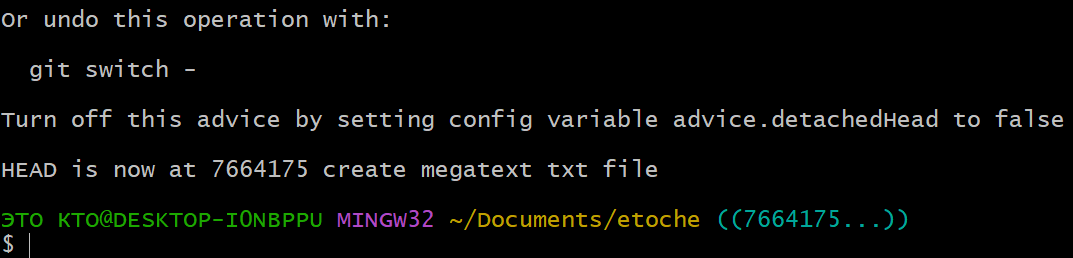 Or undo this operation with:
git switch -
Turn off this advice by setting config variable advice.detachedHead to false
HEAD is now at 7664175 create megatext txt file
ЭТО КТО@DESKTOP-I0NBPPU MINGW32 ~/Documents/etoche ((7664175...))
$